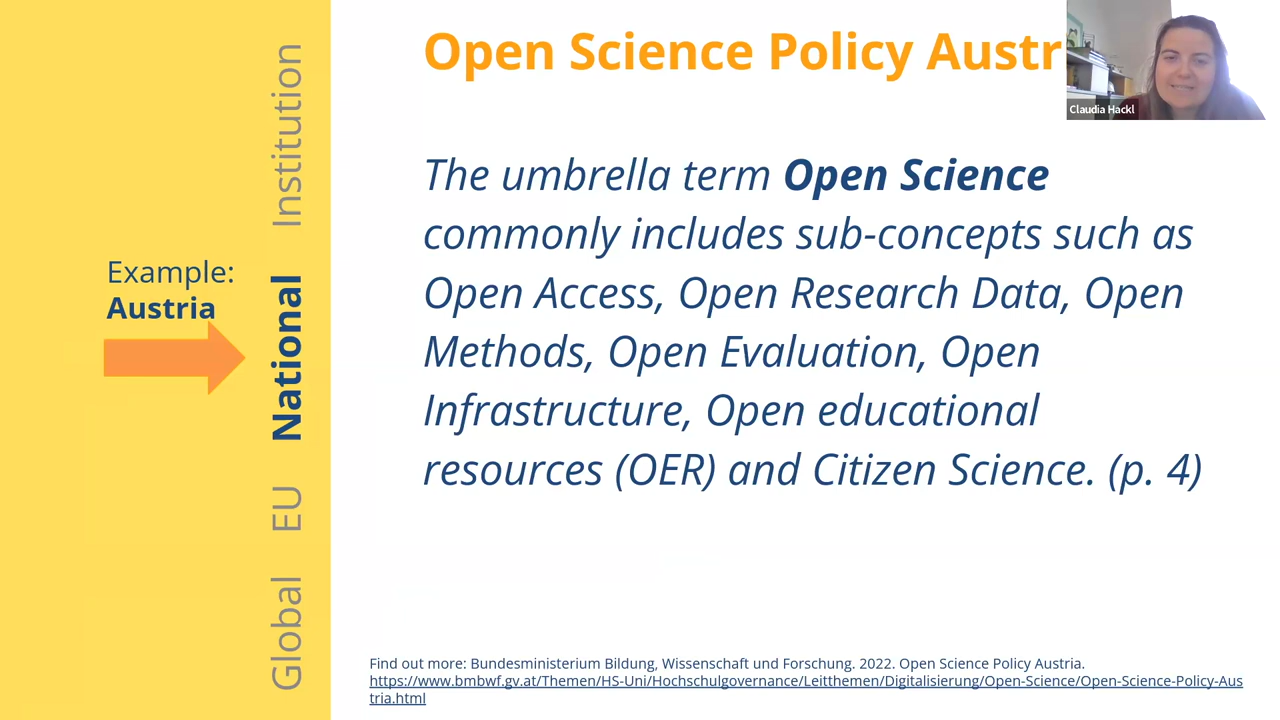 Open Science Policy Austr
Claudia Hackl
The umbrella term Open Science
commonly includes sub-concepts such as
Open Access, Open Research Data, Open
Methods, Open Evaluation, Open
Infrastructure, Open educational
resources (OER) and Citizen Science. (p. 4)
Example:
Austria
Institution
National
EU
Global
Find out more: Bundesministerium Bildung, Wissenschaft und Forschung. 2022. Open Science Policy Austria.
https://www.bmbwf.gv.at/Themen/HS-Uni/Hochschulgovernance/Leitthemen/Digitalisierung/Open-Science/Open-Science-Policy-Aus
tria.html